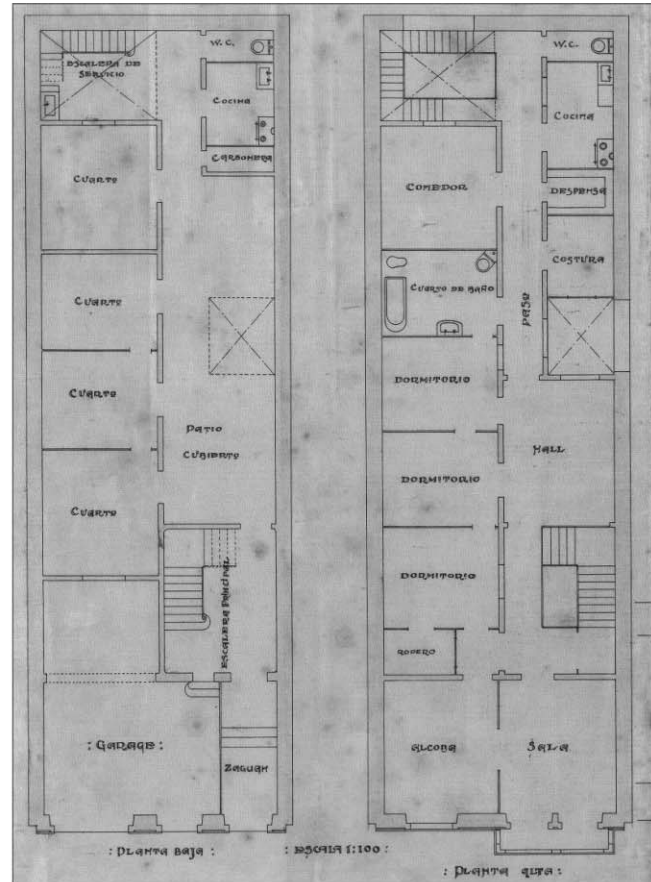 W.C.
ESCALERA DE
SERVICIO
COCINA
CARBONERA
CUARTO
CUARTO
CUARTO
CUARTO
PATIO
CUBIERTO
ESCALERA PRINCIPAL
: GARAGE :
ZAGUAN
: PLANTA BAJA :
: ESCALA 1:100 :
W.C.
COCINA
COMEDOR
DESPENSA
COSTURA
CUARTO DE BAÑO
PASO
DORMITORIO
HALL
DORMITORIO
DORMITORIO
ROPERO
ALCOBA
SALA
: PLANTA ALTA :